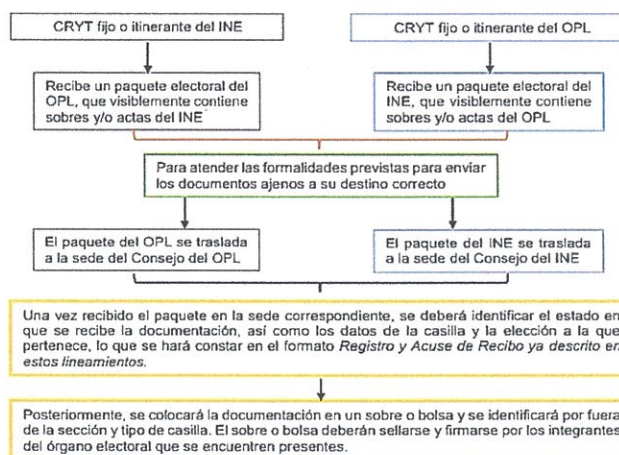 CRYT fijo o itinerante del INE
CRYT fijo o itinerante del OPL
Recibe un paquete electoral del
OPL, que visiblemente contiene
sobres y/o actas del INE
Recibe un paquete electoral del
INE, que visiblemente contiene
sobres y/o actas del OPL
Para atender las formalidades previstas para enviar
los documentos ajenos a su destino correcto
El paquete del OPL se traslada
a la sede del Consejo del OPL
El paquete del INE se traslada
a la sede del Consejo del INE
Una vez recibido el paquete en la sede correspondiente, se deberá identificar el estado en
que se recibe la documentación, así como los datos de la casilla y la elección a la que
pertenece, lo que se hará constar en el formato Registro y Acuse de Recibo ya descrito en
estos lineamientos.
Posteriormente, se colocará la documentación en un sobre o bolsa y se identificará por fuera
de la sección y tipo de casilla. El sobre o bolsa deberán sellarse y firmarse por los integrantes
del órgano electoral que se encuentren presentes.